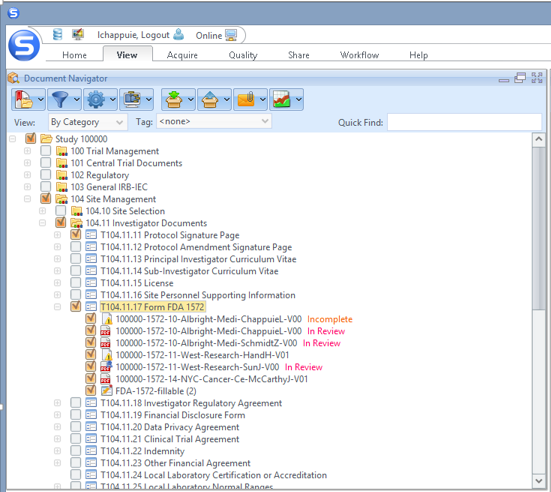 S
Ichappuie, Logout
Online
Home View Acquire Quality Share Workflow Help
Document Navigator
View: By Category Tag: <none> Quick Find:
Study 100000
100 Trial Management
101 Central Trial Documents
102 Regulatory
103 General IRB-IEC
104 Site Management
104.10 Site Selection
104.11 Investigator Documents
T104.11.11 Protocol Signature Page
T104.11.12 Protocol Amendment Signature Page
T104.11.13 Principal Investigator Curriculum Vitae
T104.11.14 Sub-Investigator Curriculum Vitae
T104.11.15 License
T104.11.16 Site Personnel Supporting Information
T104.11.17 Form FDA 1572
100000-1572-10-Albright-Medi-ChappuieL-V00 Incomplete
100000-1572-10-Albright-Medi-ChappuieL-V00 In Review
100000-1572-10-Albright-Medi-SchmidtZ-V00 In Review
100000-1572-11-West-Research-HandH-V01
100000-1572-11-West-Research-SunJ-V00 In Review
100000-1572-14-NYC-Cancer-Ce-McCarthyJ-V01
FDA-1572-fillable (2)
T104.11.18 Investigator Regulatory Agreement
T104.11.19 Financial Disclosure Form
T104.11.20 Data Privacy Agreement
T104.11.21 Clinical Trial Agreement
T104.11.22 Indemnity
T104.11.23 Other Financial Agreement
T104.11.24 Local Laboratory Certification or Accreditation
T104.11.25 Local Laboratory Normal Ranges